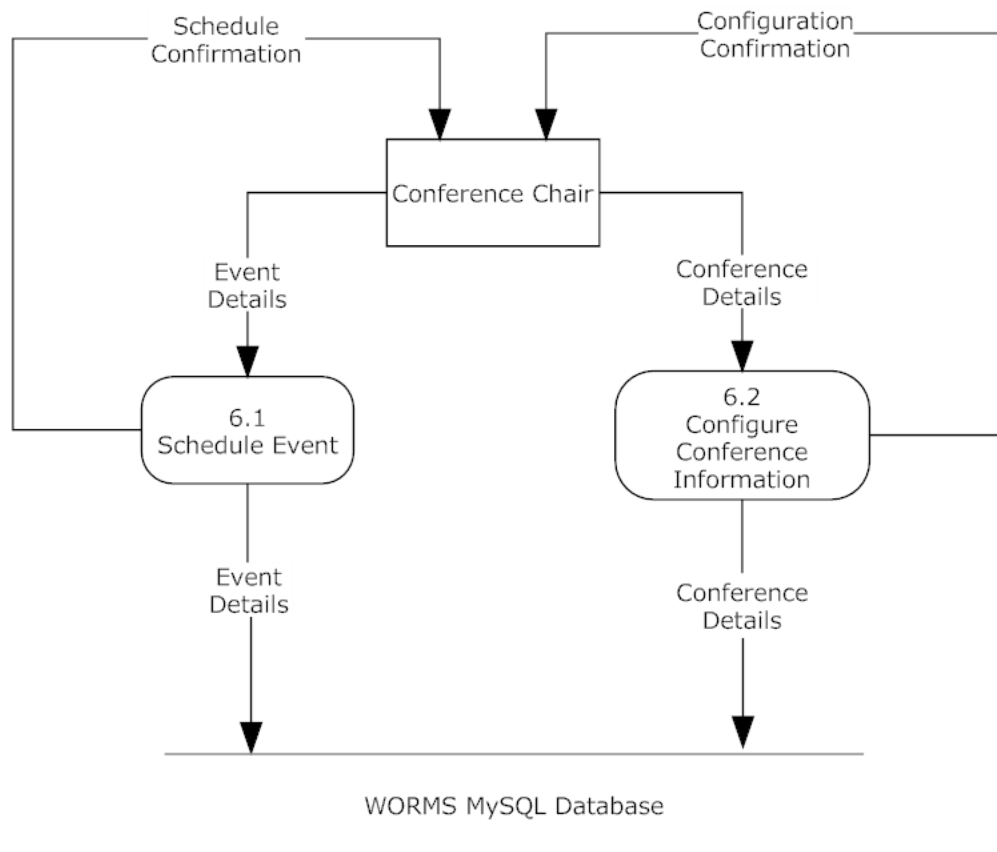 Schedule
Confirmation
Configuration
Confirmation
Conference Chair
Event
Details
Conference
Details
6.1
Schedule Event
6.2
Configure
Conference
Information
Event
Details
Conference
Details
WORMS MySQL Database